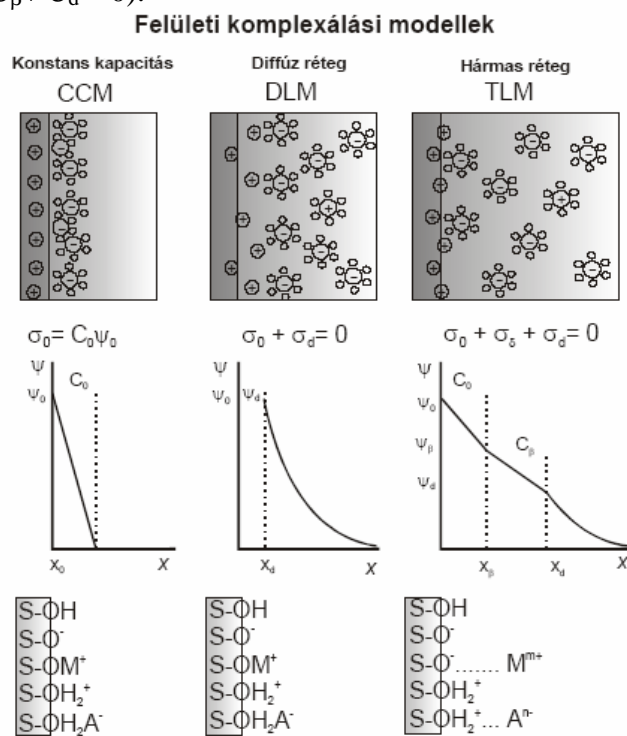 Felületi komplexálási modellek
Konstans kapacitás Diffúz réteg Hármas réteg
CCM DLM TLM
σ₀= C₀ψ₀ σ₀ + σd= 0 σ₀ + σδ + σd= 0
ψ C₀ ψ₀ x₀ x
ψ ψ₀ ψd xd x
ψ C₀ ψ₀ ψβ Cβ ψd xβ xd x
S-OH S-OH S-OH
S-O⁻ S-O⁻ S-O⁻
S-OM⁺ S-OM⁺ S-O⁻....... Mᵐ⁺
S-OH₂⁺ S-OH₂⁺ S-OH₂⁺
S-OH₂A⁻ S-OH₂A⁻ S-OH₂⁺... Aⁿ⁻